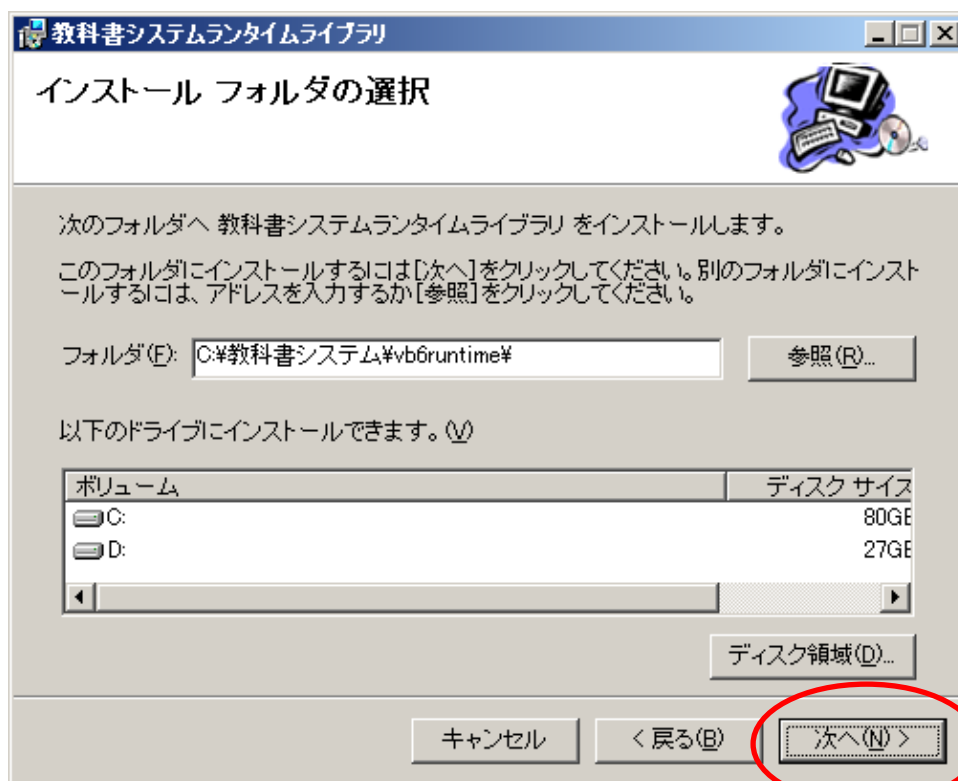 教科書システムランタイムライブラリ
インストール フォルダの選択
次のフォルダへ 教科書システムランタイムライブラリ をインストールします。
このフォルダにインストールするには[次へ]をクリックしてください。別のフォルダにインスト
ールするには、アドレスを入力するか[参照]をクリックしてください。
フォルダ(F): C:¥教科書システム¥vb6runtime¥ 参照(R)...
以下のドライブにインストールできます。(V)
ボリューム ディスク サイズ
C: 80GB
D: 27GB
ディスク領域(D)...
キャンセル < 戻る(B) 次へ(N) >